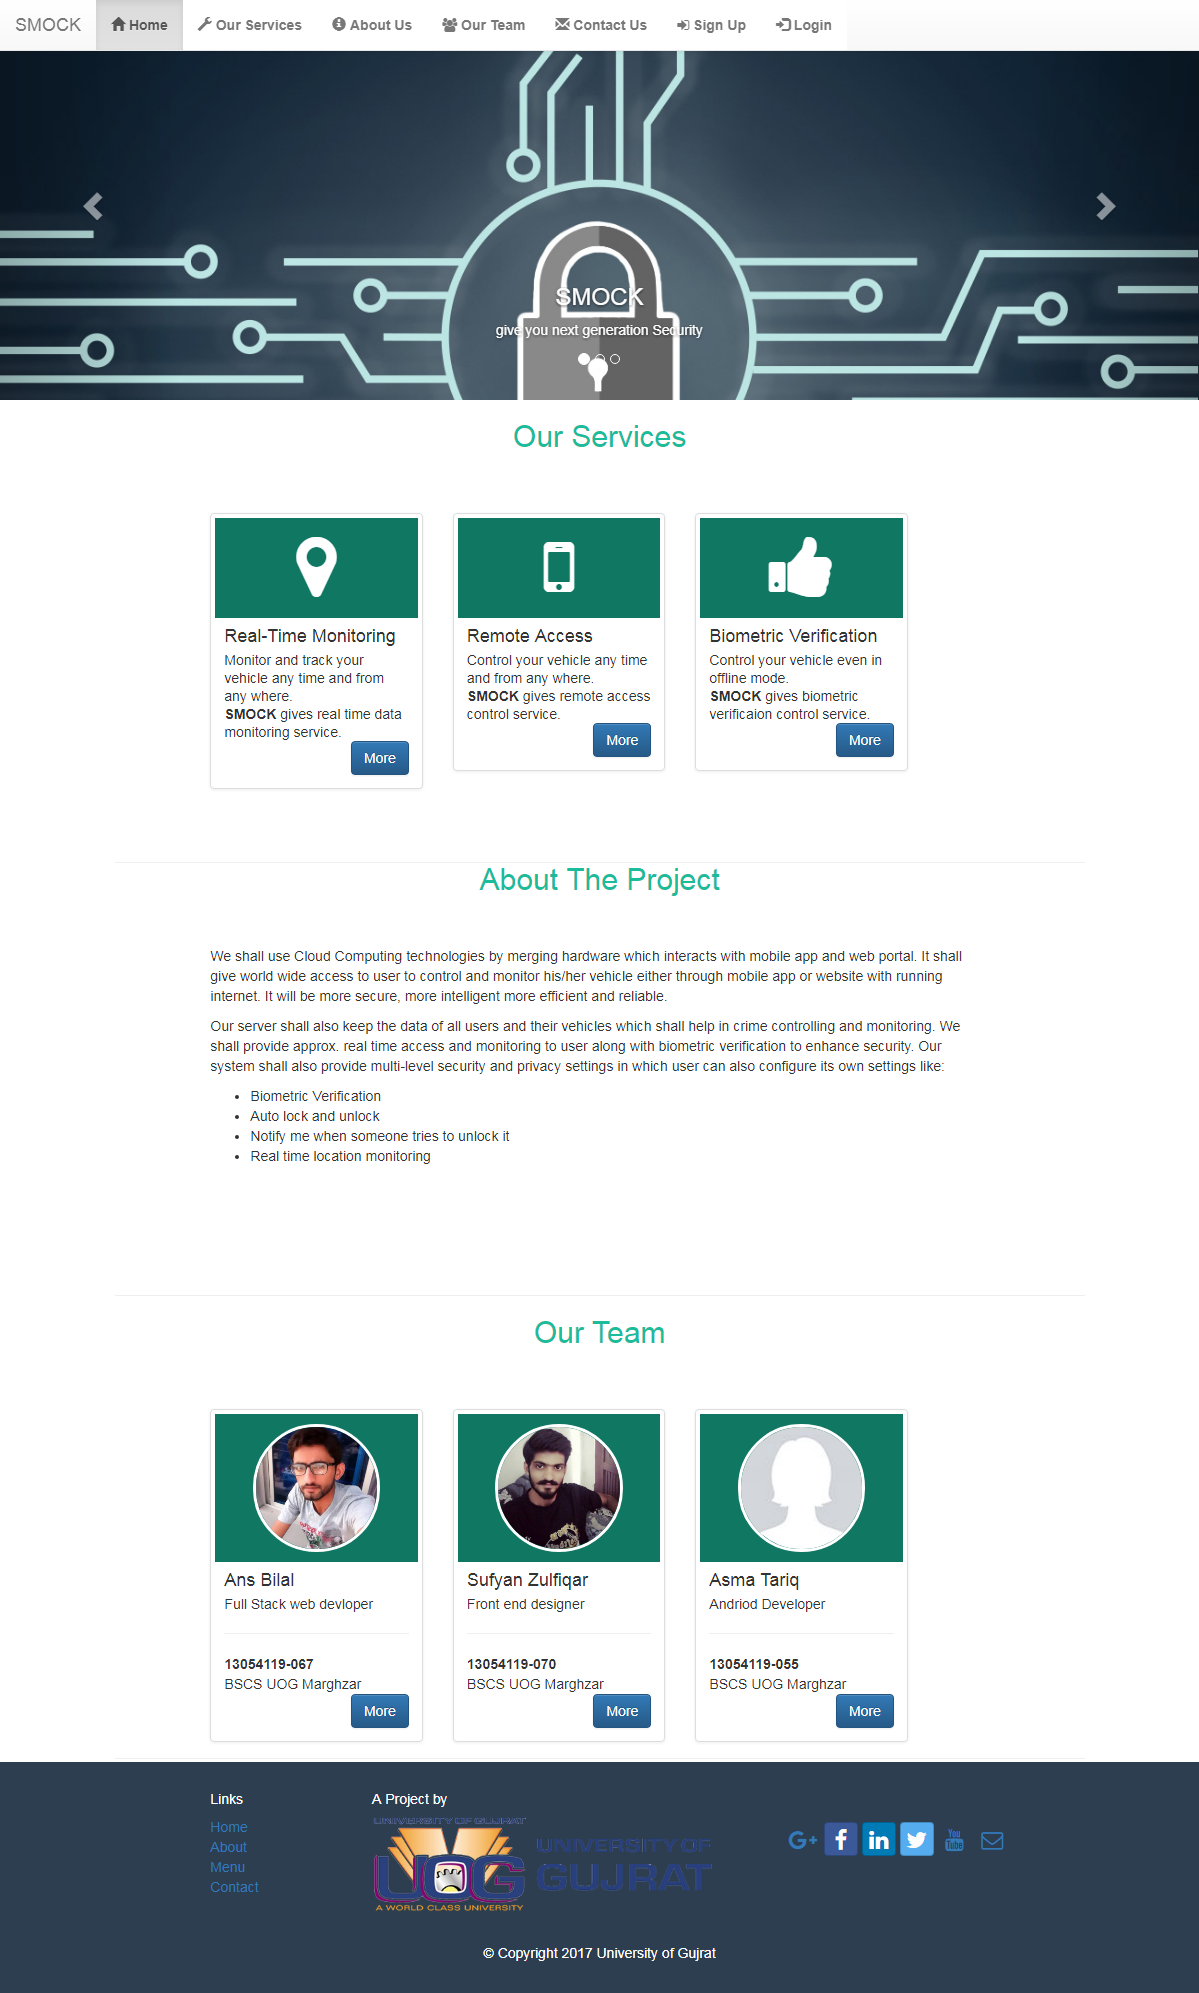 SMOCK Home Our Services About Us Our Team Contact Us Sign Up Login
SMOCK
give you next generation Security
Our Services
Real-Time Monitoring
Monitor and track your
vehicle any time and from
any where.
SMOCK gives real time data
monitoring service.
More
Remote Access
Control your vehicle any time
and from any where.
SMOCK gives remote access
control service.
More
Biometric Verification
Control your vehicle even in
offline mode.
SMOCK gives biometric
verificaion control service.
More
About The Project
We shall use Cloud Computing technologies by merging hardware which interacts with mobile app and web portal. It shall
give world wide access to user to control and monitor his/her vehicle either through mobile app or website with running
internet. It will be more secure, more intelligent more efficient and reliable.
Our server shall also keep the data of all users and their vehicles which shall help in crime controlling and monitoring. We
shall provide approx. real time access and monitoring to user along with biometric verification to enhance security. Our
system shall also provide multi-level security and privacy settings in which user can also configure its own settings like:
• Biometric Verification
• Auto lock and unlock
• Notify me when someone tries to unlock it
• Real time location monitoring
Our Team
Ans Bilal
Full Stack web devloper
13054119-067
BSCS UOG Marghzar
More
Sufyan Zulfiqar
Front end designer
13054119-070
BSCS UOG Marghzar
More
Asma Tariq
Andriod Developer
13054119-055
BSCS UOG Marghzar
More
Links
Home
About
Menu
Contact
A Project by
UNIVERSITY OF GUJRAT
UOG
A WORLD CLASS UNIVERSITY
UNIVERSITY OF
GUJRAT
G+ f in You Tube
© Copyright 2017 University of Gujrat